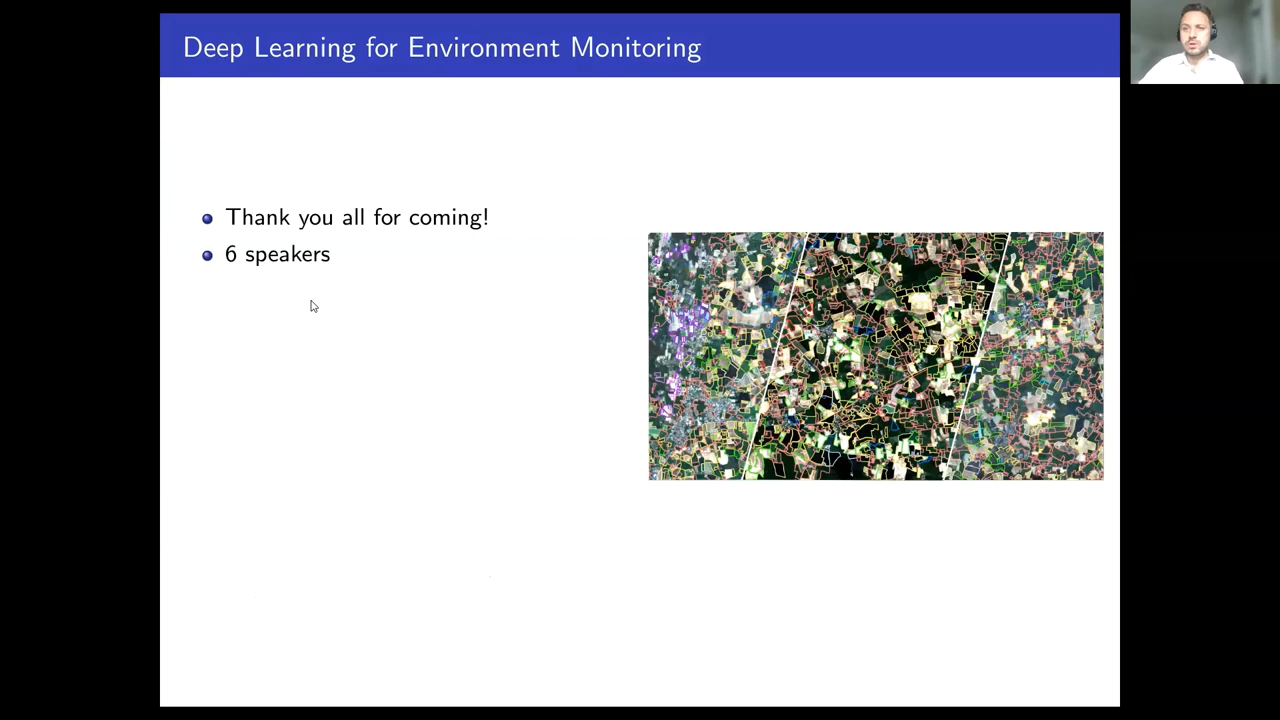 Deep Learning for Environment Monitoring
Thank you all for coming!
6 speakers